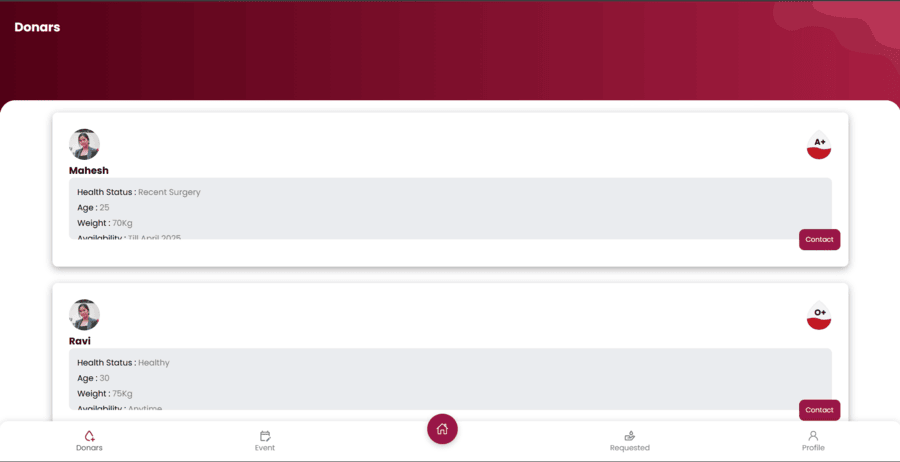 Donars
A+
Mahesh
Health Status : Recent Surgery
Age : 25
Weight : 70Kg
Availability : Till April 2025
Contact
O+
Ravi
Health Status : Healthy
Age : 30
Weight : 75Kg
Availability : Anytime
Contact
Donars
Event
Requested
Profile